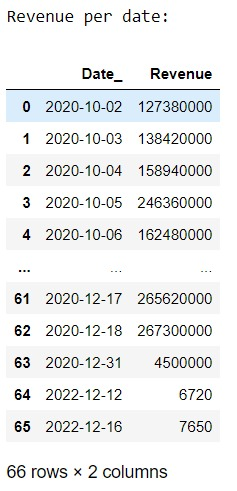 Revenue per date:
Date_ Revenue
0 2020-10-02 127380000
1 2020-10-03 138420000
2 2020-10-04 158940000
3 2020-10-05 246360000
4 2020-10-06 162480000
... ... ...
61 2020-12-17 265620000
62 2020-12-18 267300000
63 2020-12-31 4500000
64 2022-12-12 6720
65 2022-12-16 7650
66 rows × 2 columns